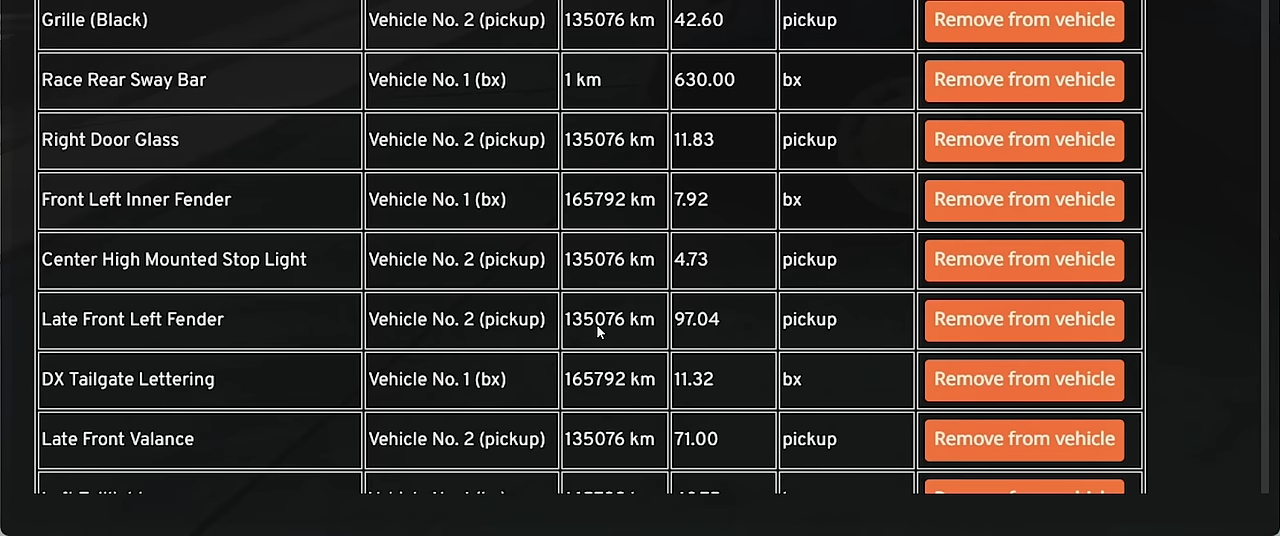 Grille (Black) Vehicle No. 2 (pickup) 135076 km 42.60 pickup Remove from vehicle
Race Rear Sway Bar Vehicle No. 1 (bx) 1 km 630.00 bx Remove from vehicle
Right Door Glass Vehicle No. 2 (pickup) 135076 km 11.83 pickup Remove from vehicle
Front Left Inner Fender Vehicle No. 1 (bx) 165792 km 7.92 bx Remove from vehicle
Center High Mounted Stop Light Vehicle No. 2 (pickup) 135076 km 4.73 pickup Remove from vehicle
Late Front Left Fender Vehicle No. 2 (pickup) 135076 km 97.04 pickup Remove from vehicle
DX Tailgate Lettering Vehicle No. 1 (bx) 165792 km 11.32 bx Remove from vehicle
Late Front Valance Vehicle No. 2 (pickup) 135076 km 71.00 pickup Remove from vehicle